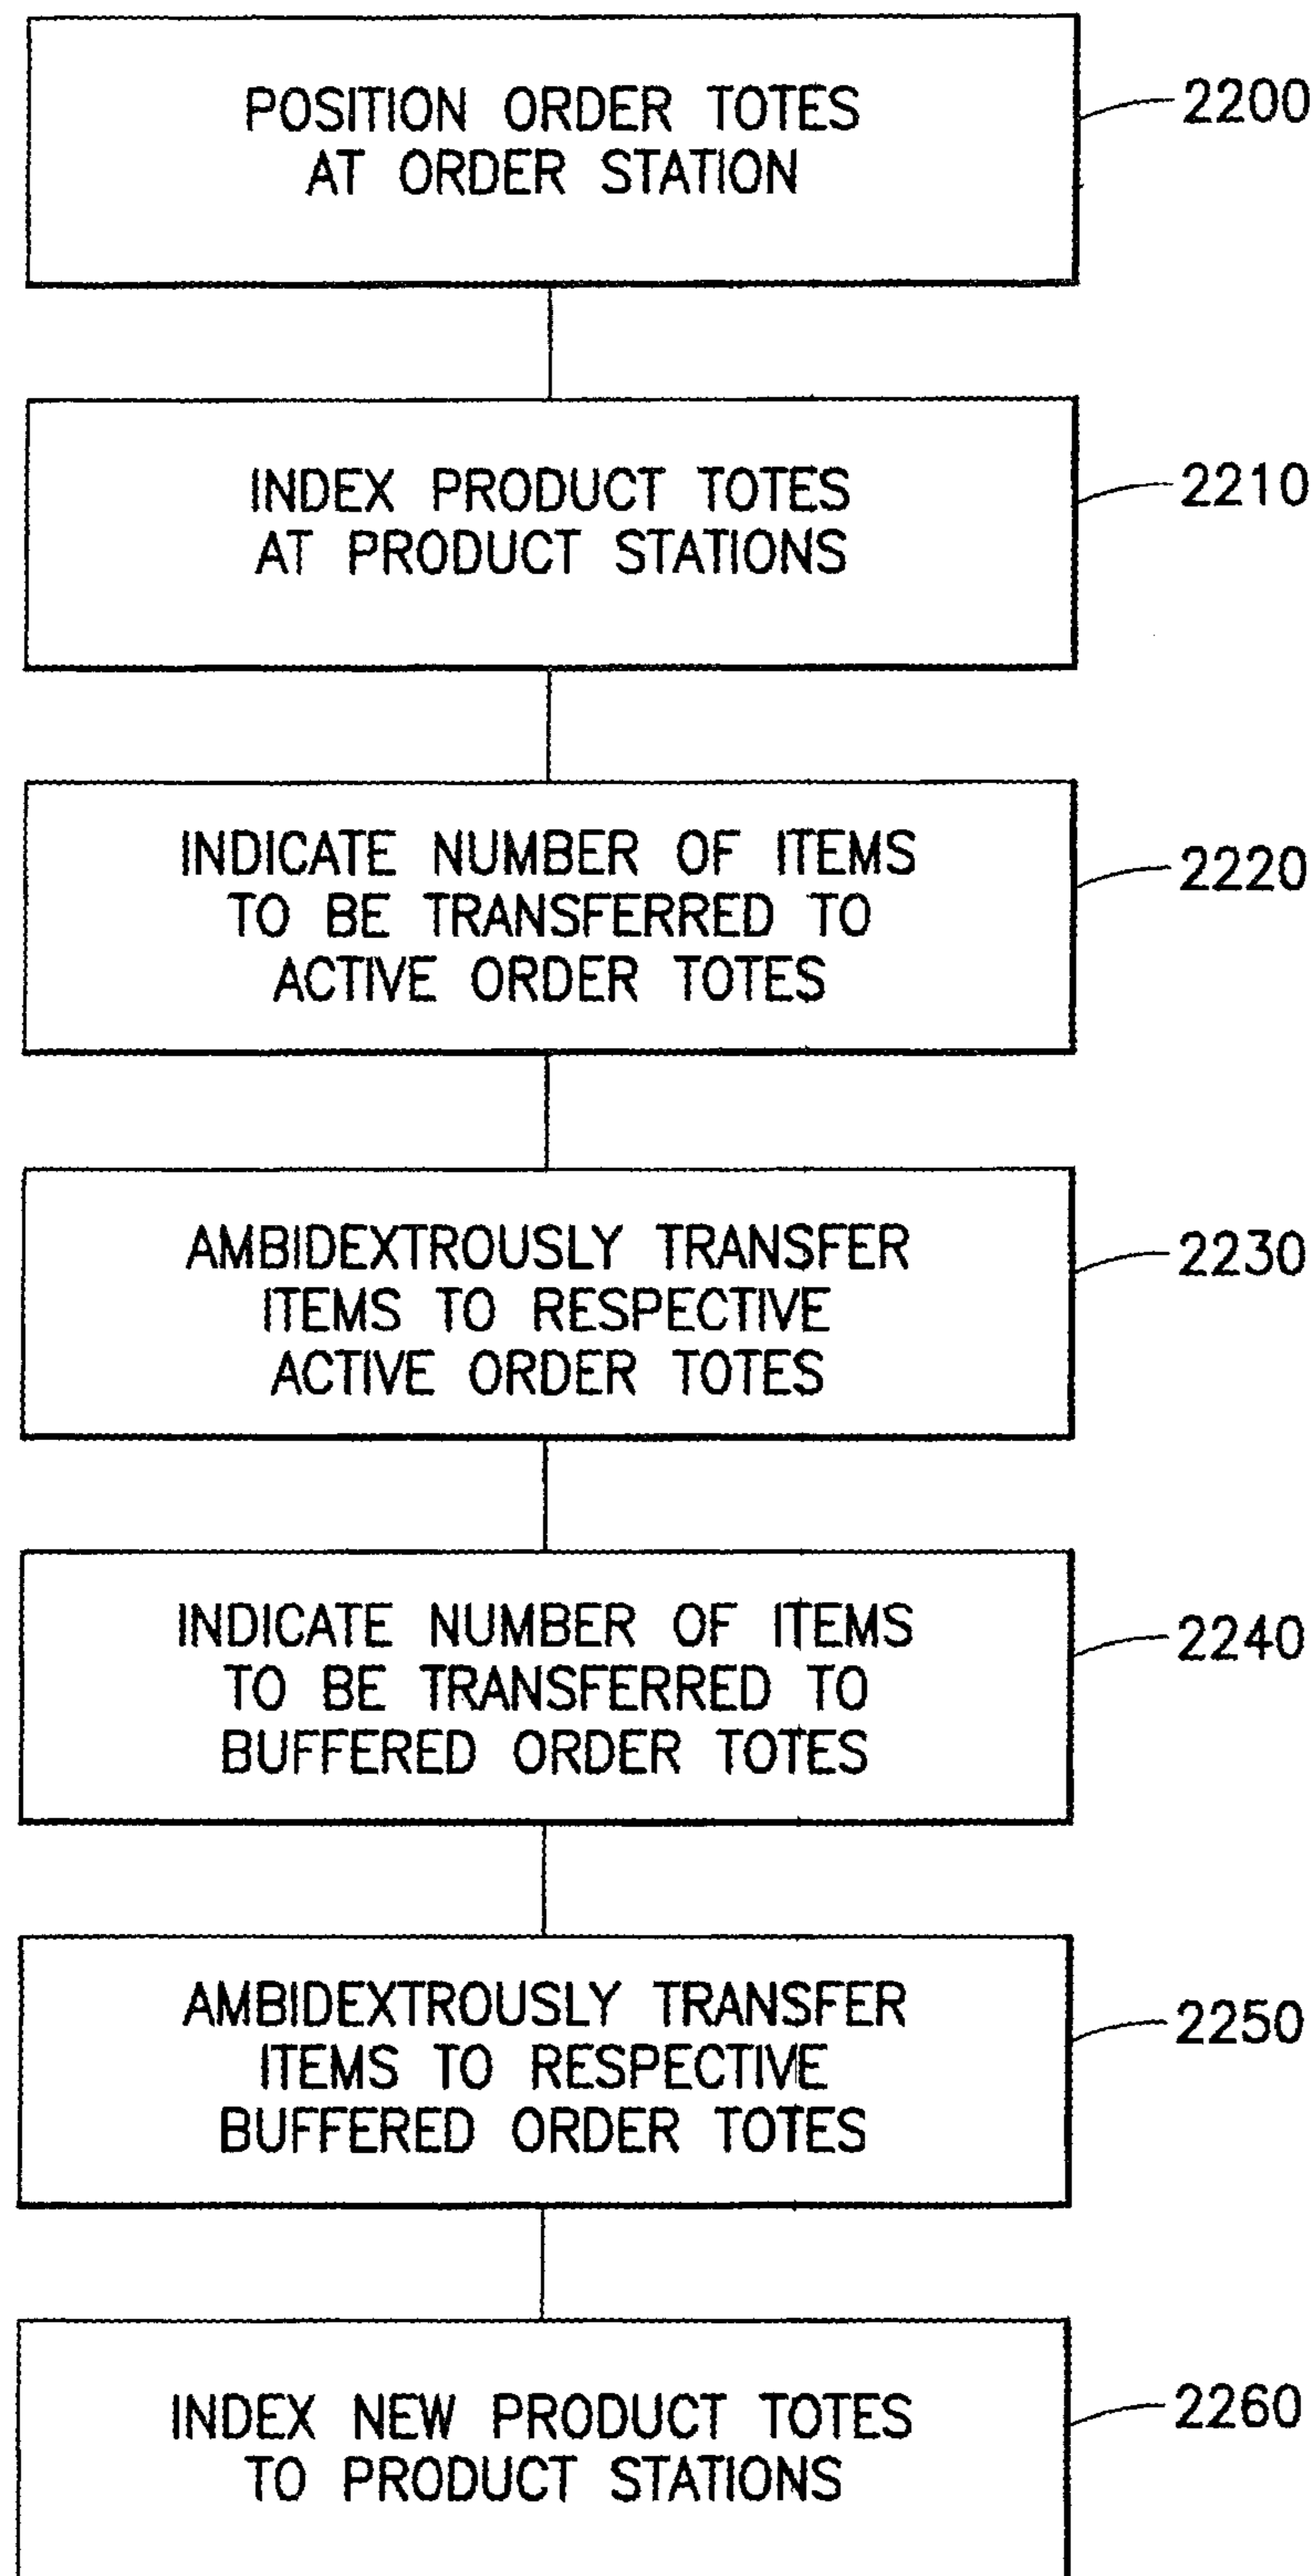 POSITION ORDER TOTES
AT ORDER STATION
2200
INDEX PRODUCT TOTES
AT PRODUCT STATIONS
2210
INDICATE NUMBER OF ITEMS
TO BE TRANSFERRED TO
ACTIVE ORDER TOTES
2220
AMBIDEXTROUSLY TRANSFER
ITEMS TO RESPECTIVE
ACTIVE ORDER TOTES
2230
INDICATE NUMBER OF ITEMS
TO BE TRANSFERRED TO
BUFFERED ORDER TOTES
2240
AMBIDEXTROUSLY TRANSFER
ITEMS TO RESPECTIVE
BUFFERED ORDER TOTES
2250
INDEX NEW PRODUCT TOTES
TO PRODUCT STATIONS
2260